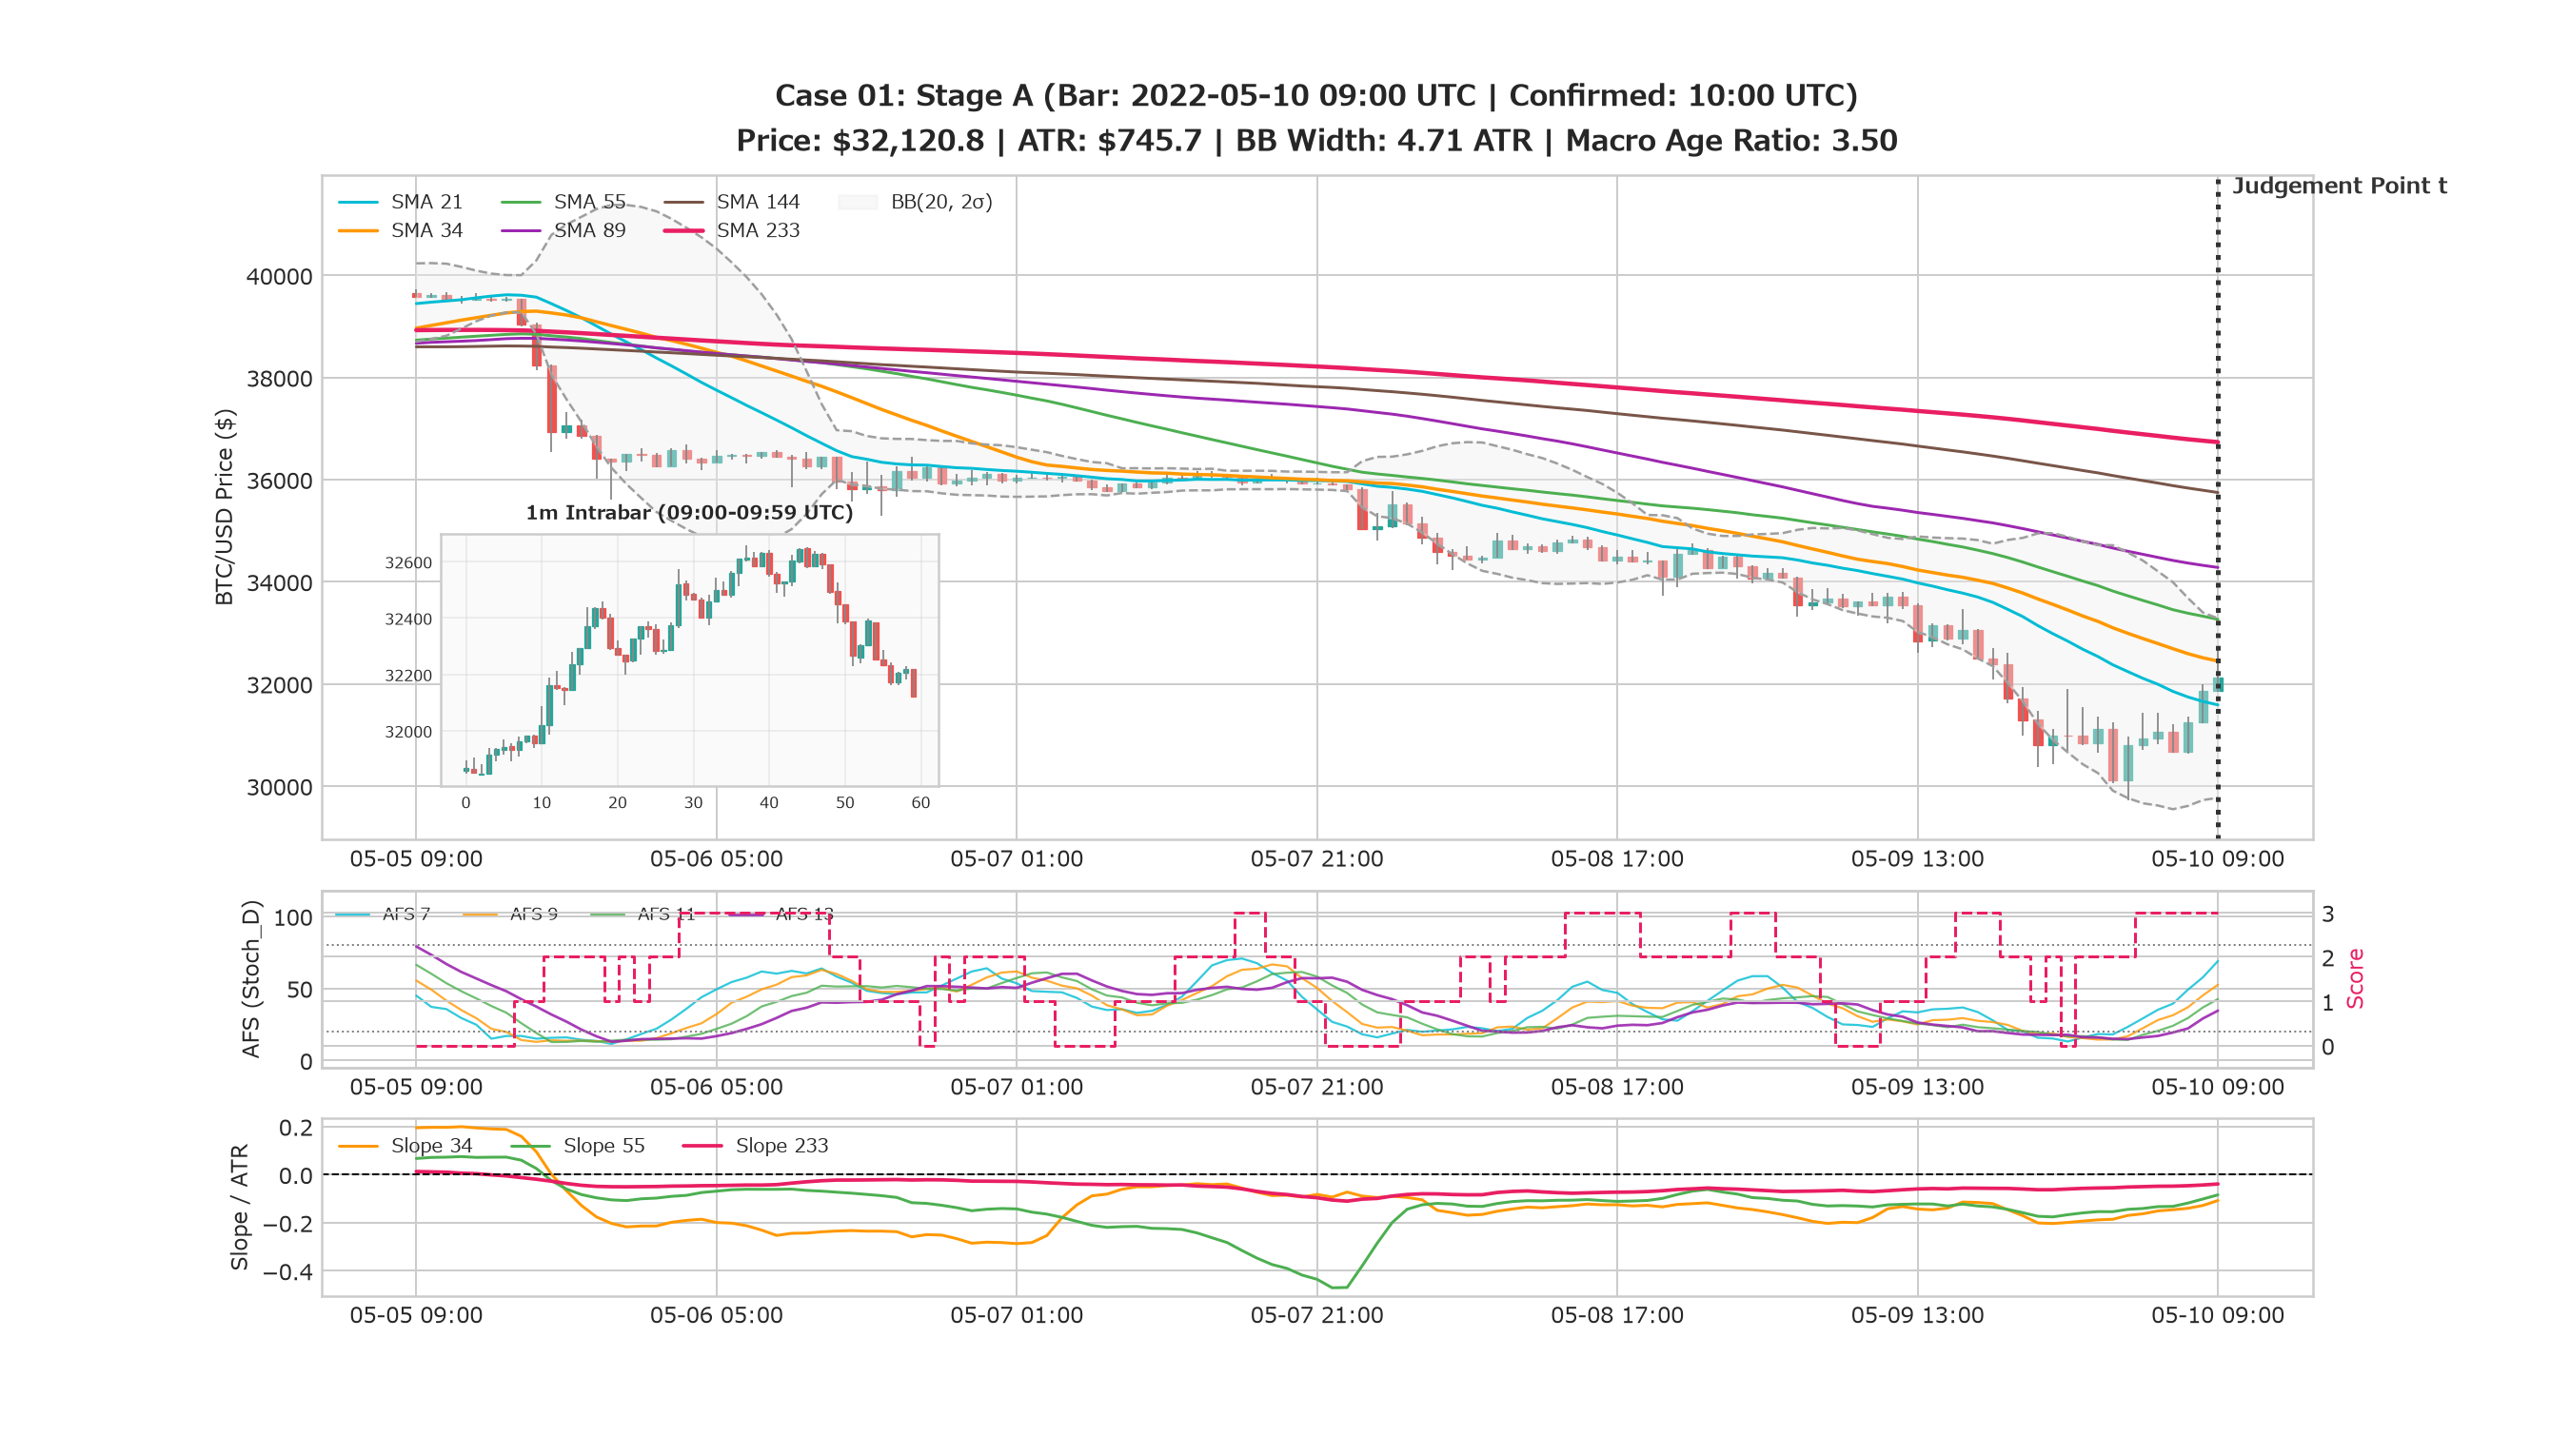 Case 01: Stage A (Bar: 2022-05-10 09:00 UTC | Confirmed: 10:00 UTC)
Price: $32,120.8 | ATR: $745.7 | BB Width: 4.71 ATR | Macro Age Ratio: 3.50
Judgement Point t
SMA 21 SMA 55 SMA 144 BB(20, 2σ)
SMA 34 SMA 89 SMA 233
BTC/USD Price ($)
40000
38000
36000
34000
32000
30000
1m Intrabar (09:00-09:59 UTC)
32600
32400
32200
32000
0 10 20 30 40 50 60
05-05 09:00 05-06 05:00 05-07 01:00 05-07 21:00 05-08 17:00 05-09 13:00 05-10 09:00
AFS (Stoch_D)
AFS 7 AFS 9 AFS 11 AFS 13
100
50
0
3
2
1
0
Score
05-05 09:00 05-06 05:00 05-07 01:00 05-07 21:00 05-08 17:00 05-09 13:00 05-10 09:00
Slope / ATR
Slope 34 Slope 55 Slope 233
0.2
0.0
−0.2
−0.4
05-05 09:00 05-06 05:00 05-07 01:00 05-07 21:00 05-08 17:00 05-09 13:00 05-10 09:00